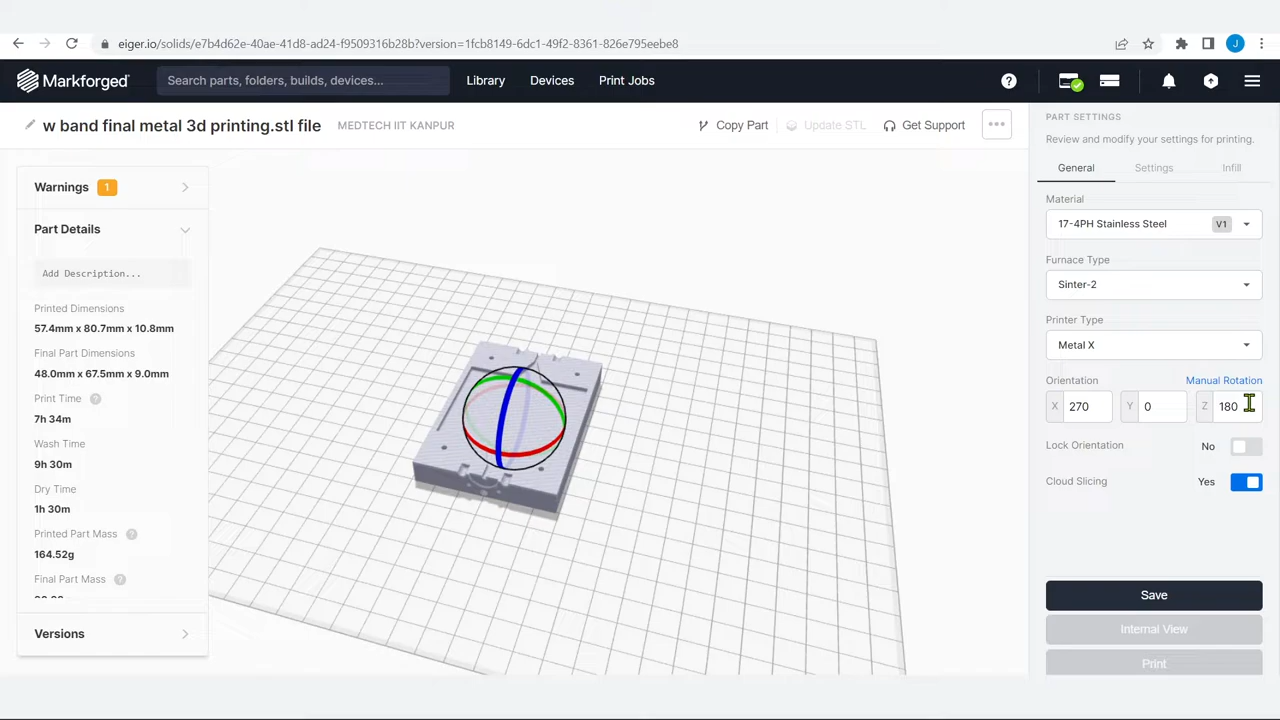 eiger.io/solids/e7b4d62e-40ae-41d8-ad24-f9509316b28b?version=1fcb8149-6dc1-49f2-8361-826e795eebe8
J
Markforged
Search parts, folders, builds, devices...
Library
Devices
Print Jobs
w band final metal 3d printing.stl file
MEDTECH IIT KANPUR
Copy Part
Update STL
Get Support
Warnings 1
Part Details
Add Description...
Printed Dimensions
57.4mm x 80.7mm x 10.8mm
Final Part Dimensions
48.0mm x 67.5mm x 9.0mm
Print Time
7h 34m
Wash Time
9h 30m
Dry Time
1h 30m
Printed Part Mass
164.52g
Final Part Mass
Versions
PART SETTINGS
Review and modify your settings for printing.
General
Settings
Infill
Material
17-4PH Stainless Steel V1
Furnace Type
Sinter-2
Printer Type
Metal X
Orientation
Manual Rotation
X 270
Y 0
Z 180
Lock Orientation No
Cloud Slicing Yes
Save
Internal View
Print